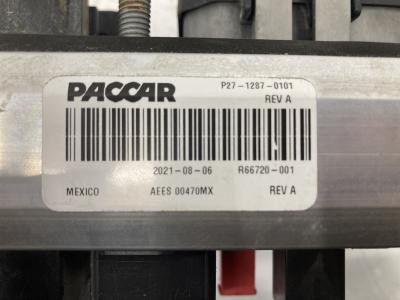 PACCAR P27-1287-0101
REV A
2021-08-06 R66720-001
MEXICO AEES 00470MX REV A